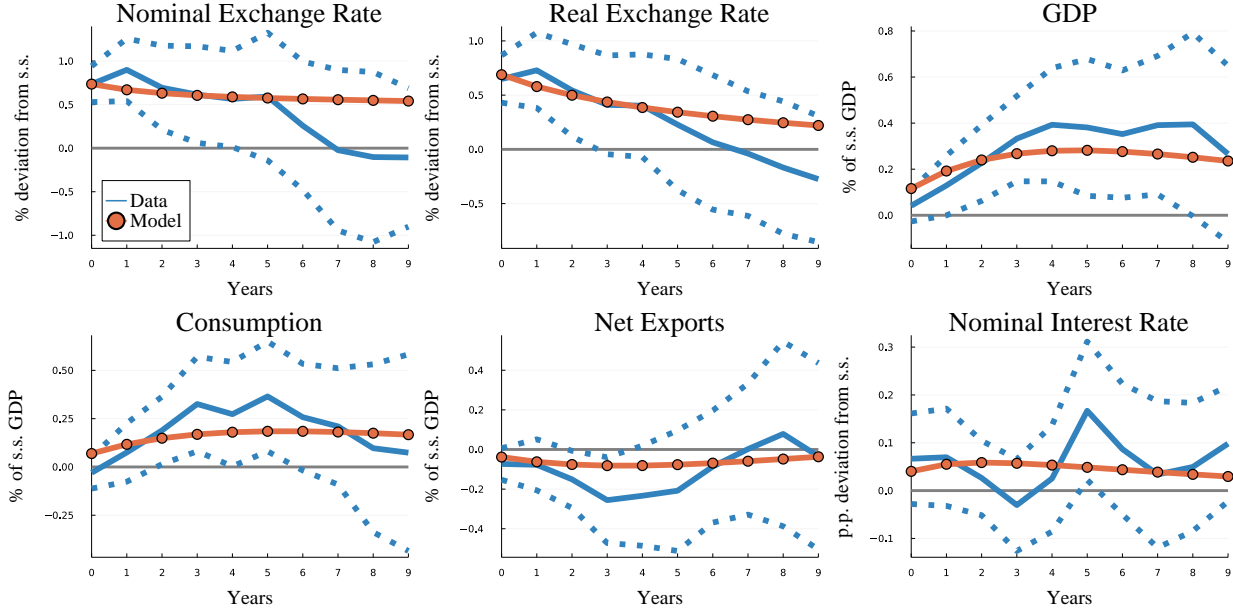 Nominal Exchange Rate
% deviation from s.s.
1.0
0.5
0.0
−0.5
−1.0
Data
Model
0 1 2 3 4 5 6 7 8 9
Years
Real Exchange Rate
% deviation from s.s.
1.0
0.5
0.0
−0.5
0 1 2 3 4 5 6 7 8 9
Years
GDP
% of s.s. GDP
0.8
0.6
0.4
0.2
0.0
0 1 2 3 4 5 6 7 8 9
Years
Consumption
% of s.s. GDP
0.50
0.25
0.00
−0.25
0 1 2 3 4 5 6 7 8 9
Years
Net Exports
% of s.s. GDP
0.4
0.2
0.0
−0.2
−0.4
0 1 2 3 4 5 6 7 8 9
Years
Nominal Interest Rate
p.p. deviation from s.s.
0.3
0.2
0.1
0.0
−0.1
0 1 2 3 4 5 6 7 8 9
Years